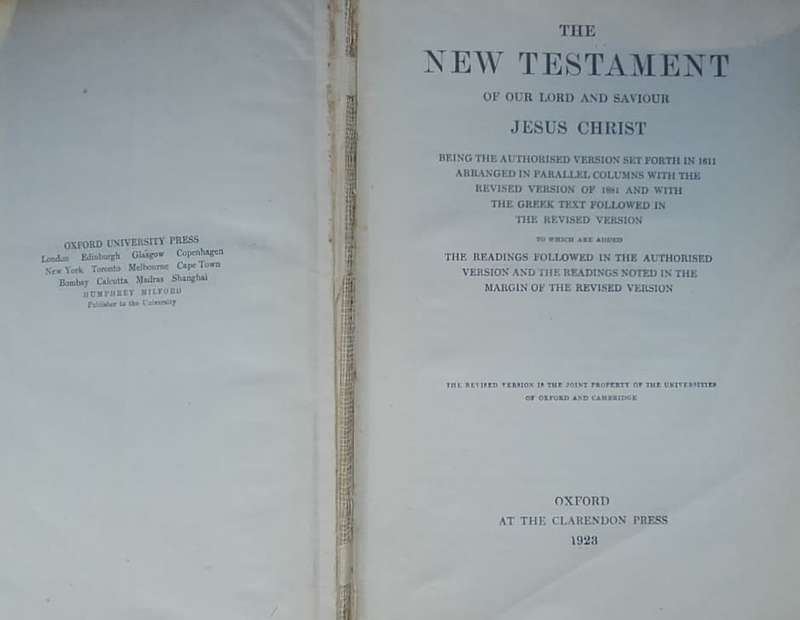 OXFORD UNIVERSITY PRESS
London Edinburgh Glasgow Copenhagen
New York Toronto Melbourne Cape Town
Bombay Calcutta Madras Shanghai
HUMPHREY MILFORD
Publisher to the University
THE
NEW TESTAMENT
OF OUR LORD AND SAVIOUR
JESUS CHRIST
BEING THE AUTHORISED VERSION SET FORTH IN 1611
ARRANGED IN PARALLEL COLUMNS WITH THE
REVISED VERSION OF 1881 AND WITH
THE GREEK TEXT FOLLOWED IN
THE REVISED VERSION
TO WHICH ARE ADDED
THE READINGS FOLLOWED IN THE AUTHORISED
VERSION AND THE READINGS NOTED IN THE
MARGIN OF THE REVISED VERSION
THE REVISED VERSION IS THE JOINT PROPERTY OF THE UNIVERSITIES
OF OXFORD AND CAMBRIDGE
OXFORD
AT THE CLARENDON PRESS
1923